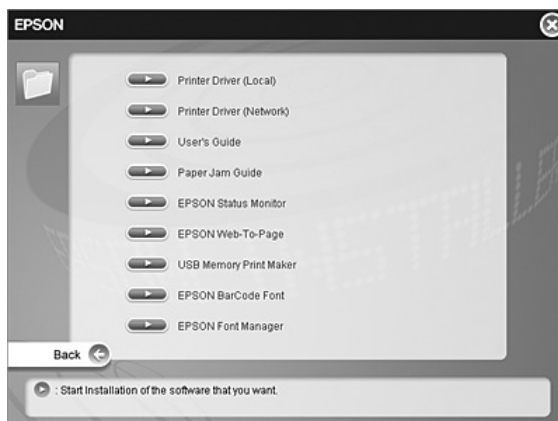 EPSON
Printer Driver (Local)
Printer Driver (Network)
User's Guide
Paper Jam Guide
EPSON Status Monitor
EPSON Web-To-Page
USB Memory Print Maker
EPSON BarCode Font
EPSON Font Manager
Back
: Start Installation of the software that you want.